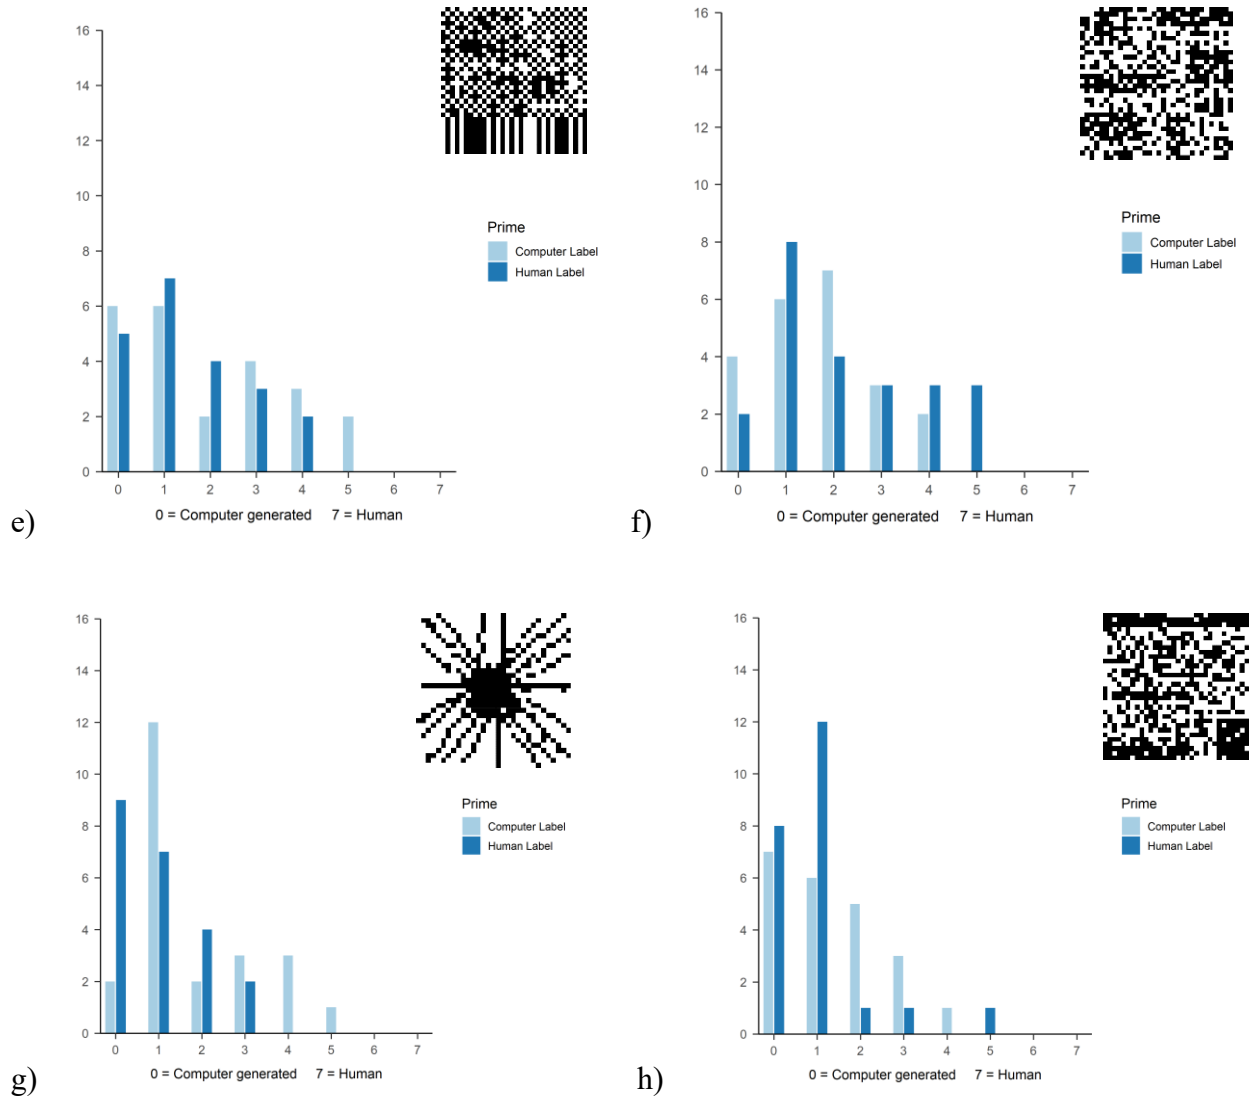 16
14
12
10
8
6
4
2
0
0 1 2 3 4 5 6 7
0 = Computer generated 7 = Human
Prime
Computer Label
Human Label
e)
16
14
12
10
8
6
4
2
0
0 1 2 3 4 5 6 7
0 = Computer generated 7 = Human
Prime
Computer Label
Human Label
f)
16
14
12
10
8
6
4
2
0
0 1 2 3 4 5 6 7
0 = Computer generated 7 = Human
Prime
Computer Label
Human Label
g)
16
14
12
10
8
6
4
2
0
0 1 2 3 4 5 6 7
0 = Computer generated 7 = Human
Prime
Computer Label
Human Label
h)